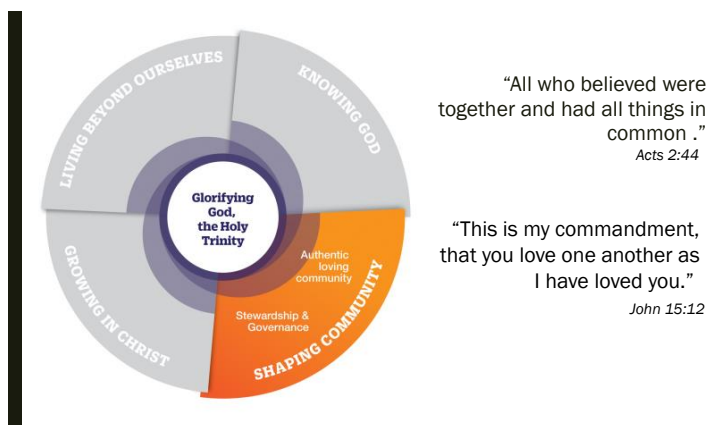 LIVING BEYOND OURSELVES
KNOWING GOD
Glorifying
God,
the Holy
Trinity
Authentic
loving
community
Stewardship &
Governance
SHAPING COMMUNITY
GROWING IN CHRIST
“All who believed were
together and had all things in
common .”
Acts 2:44
“This is my commandment,
that you love one another as
I have loved you.”
John 15:12